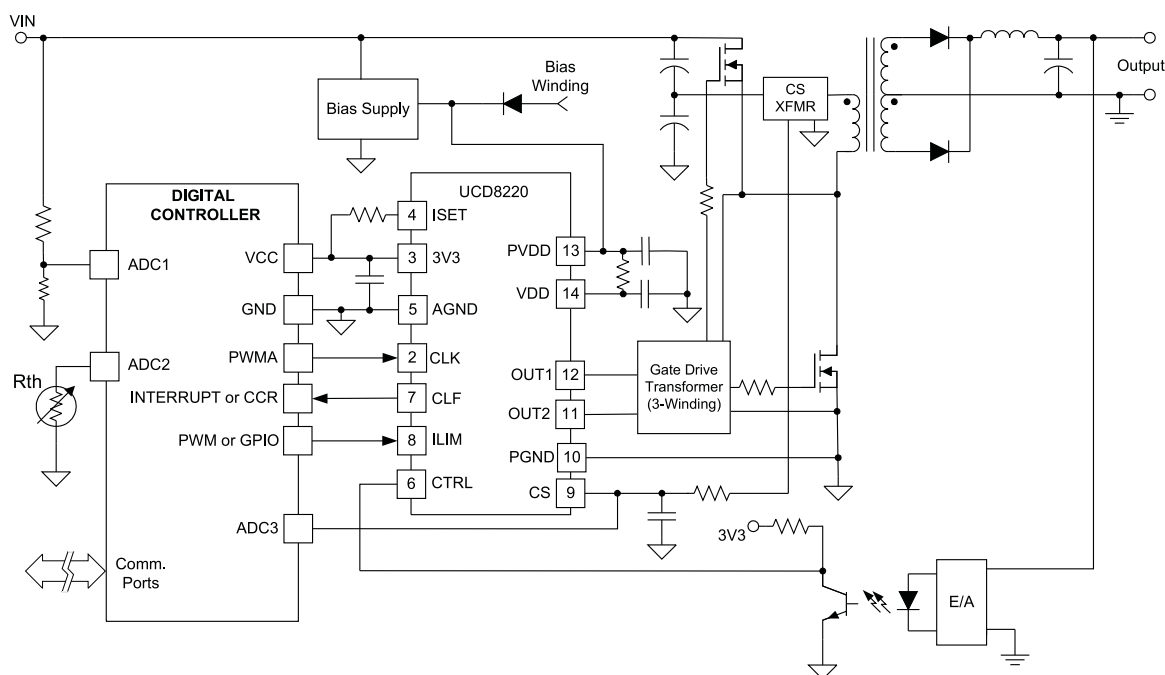 VIN
Bias Supply
Bias
Winding
CS
XFMR
Output
DIGITAL
CONTROLLER
UCD8220
4
ISET
ADC1
VCC
3
3V3
PVDD
13
VDD
14
GND
5
AGND
ADC2
Rth
PWMA
2
CLK
OUT1
12
Gate Drive
Transformer
(3-Winding)
INTERRUPT or CCR
7
CLF
OUT2
11
PWM or GPIO
8
ILIM
PGND
10
6
CTRL
CS
9
ADC3
3V3
Comm.
Ports
E/A